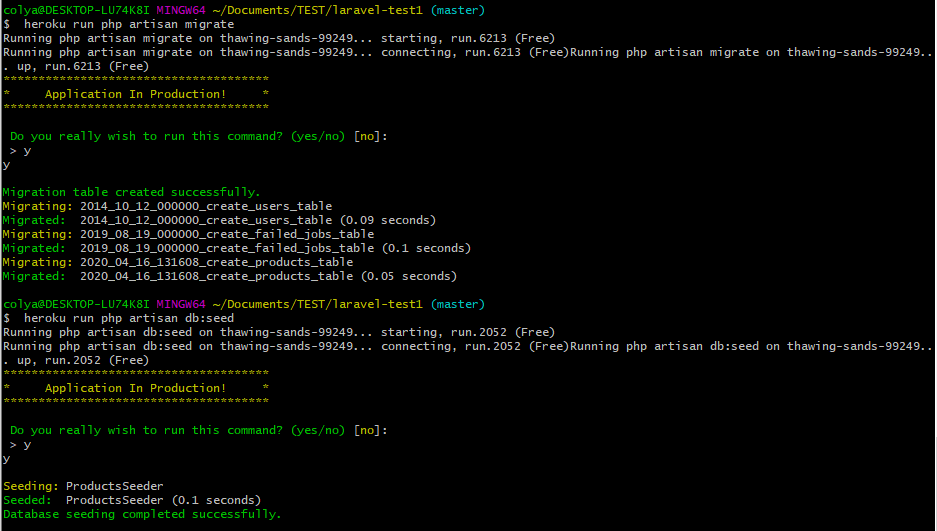 colya@DESKTOP-LU74K8I MINGW64 ~/Documents/TEST/laravel-test1 (master)
$  heroku run php artisan migrate
Running php artisan migrate on thawing-sands-99249... starting, run.6213 (Free)
Running php artisan migrate on thawing-sands-99249... connecting, run.6213 (Free)Running php artisan migrate on thawing-sands-99249..
. up, run.6213 (Free)
**************************************
*     Application In Production!     *
**************************************
 Do you really wish to run this command? (yes/no) [no]:
 > y
y
Migration table created successfully.
Migrating: 2014_10_12_000000_create_users_table
Migrated:  2014_10_12_000000_create_users_table (0.09 seconds)
Migrating: 2019_08_19_000000_create_failed_jobs_table
Migrated:  2019_08_19_000000_create_failed_jobs_table (0.1 seconds)
Migrating: 2020_04_16_131608_create_products_table
Migrated:  2020_04_16_131608_create_products_table (0.05 seconds)
colya@DESKTOP-LU74K8I MINGW64 ~/Documents/TEST/laravel-test1 (master)
$  heroku run php artisan db:seed
Running php artisan db:seed on thawing-sands-99249... starting, run.2052 (Free)
Running php artisan db:seed on thawing-sands-99249... connecting, run.2052 (Free)Running php artisan db:seed on thawing-sands-99249..
. up, run.2052 (Free)
**************************************
*     Application In Production!     *
**************************************
 Do you really wish to run this command? (yes/no) [no]:
 > y
y
Seeding: ProductsSeeder
Seeded:  ProductsSeeder (0.1 seconds)
Database seeding completed successfully.